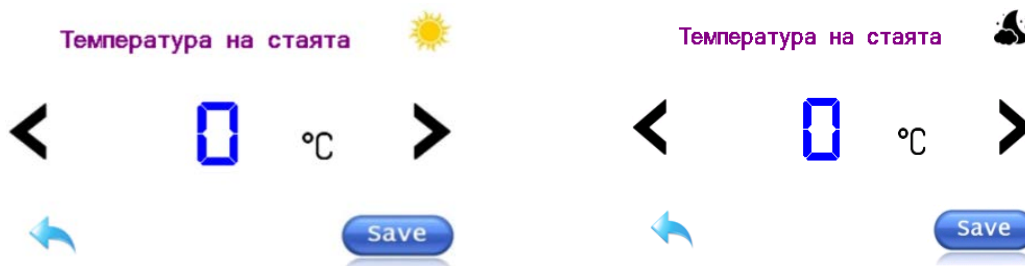 Температура на стаята
< 0 °C >
Save
Температура на стаята
< 0 °C >
Save